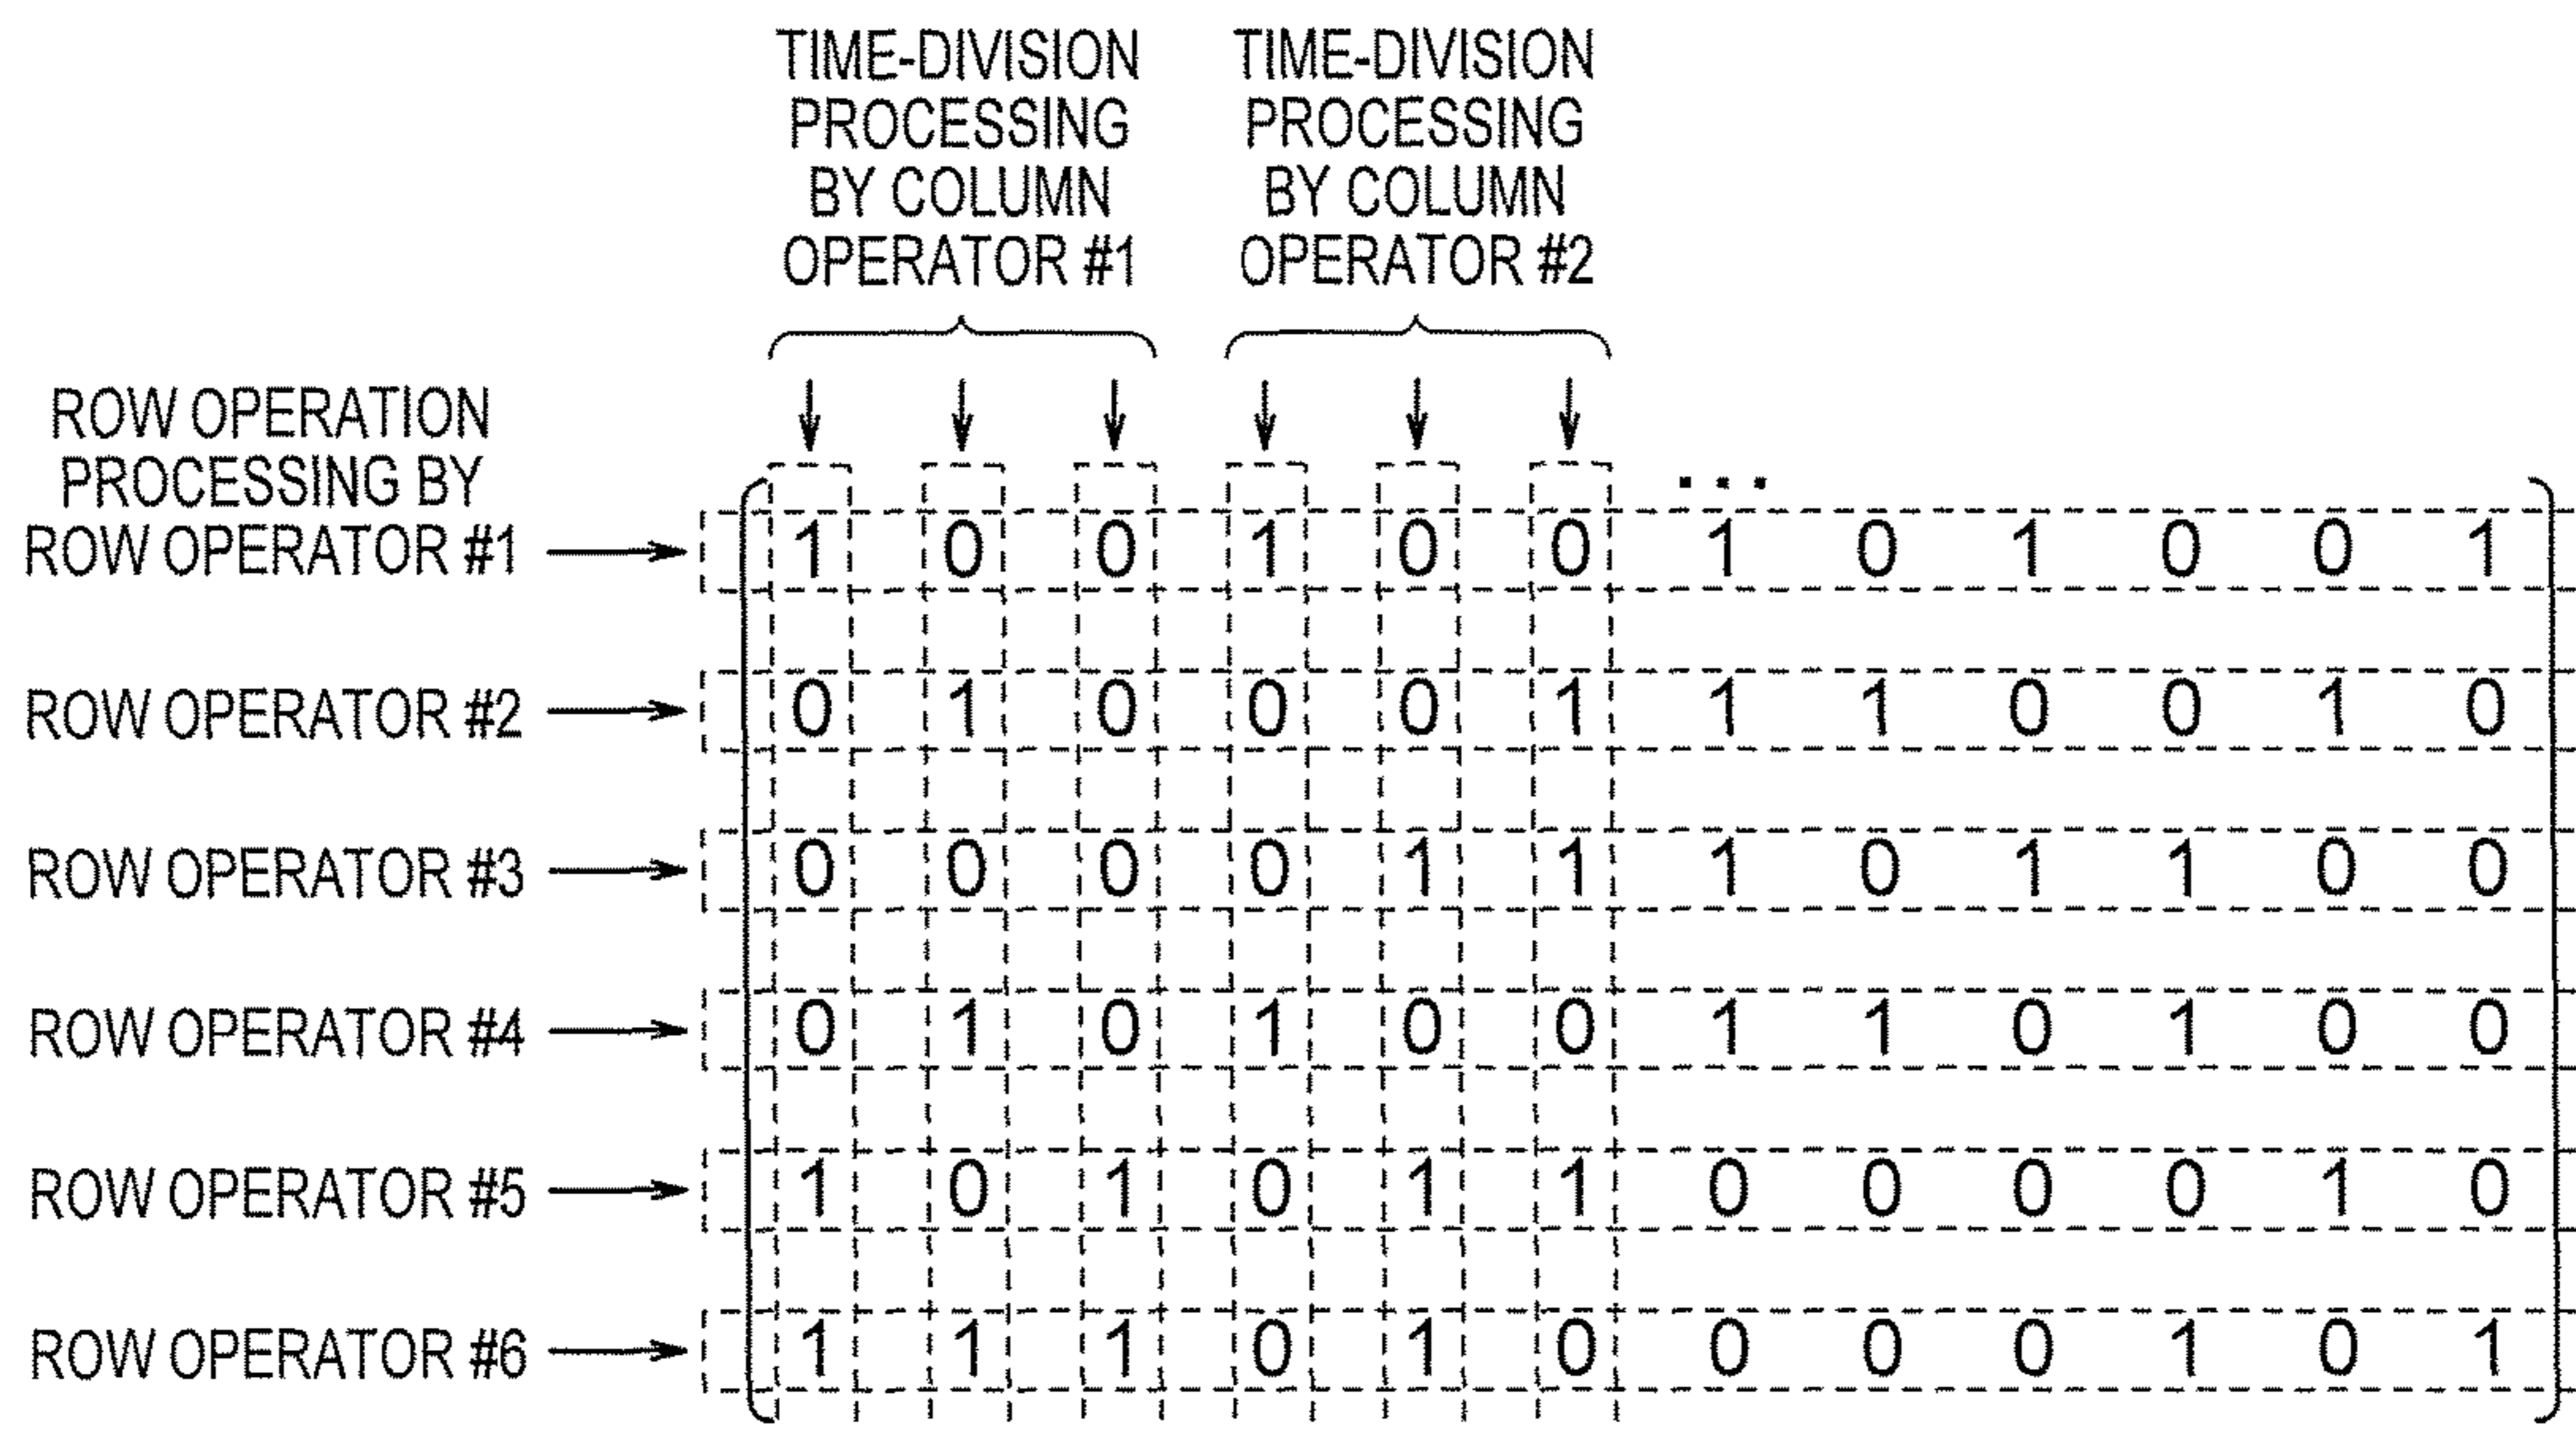 TIME-DIVISION
PROCESSING
BY COLUMN
OPERATOR #1
TIME-DIVISION
PROCESSING
BY COLUMN
OPERATOR #2
ROW OPERATION
PROCESSING BY
ROW OPERATOR #1
...
1 0 0 1 0 0 1 0 1 0 0 1
ROW OPERATOR #2
0 1 0 0 0 1 1 1 0 0 1 0
ROW OPERATOR #3
0 0 0 0 1 1 1 0 1 1 0 0
ROW OPERATOR #4
0 1 0 1 0 0 1 1 0 1 0 0
ROW OPERATOR #5
1 0 1 0 1 1 0 0 0 0 1 0
ROW OPERATOR #6
1 1 1 0 1 0 0 0 0 1 0 1